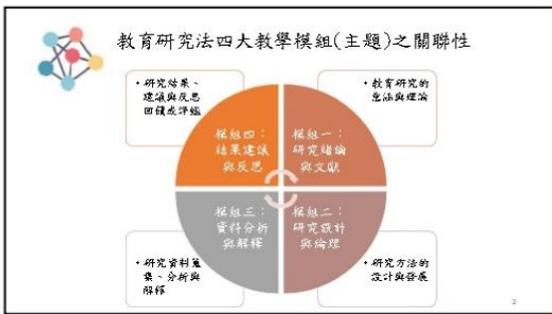 教育研究法四大教學模組(主題)之關聯性
• 研究結果、
建議與反思
回饋或評鑑
• 教育研究的
意涵與理論
模組四：
結果建議
與反思
模組一：
研究緒論
與文獻
模組三：
資料分析
與解釋
模組二：
研究設計
與倫理
• 研究資料蒐
集、分析與
解釋
• 研究方法的
設計與發展
2